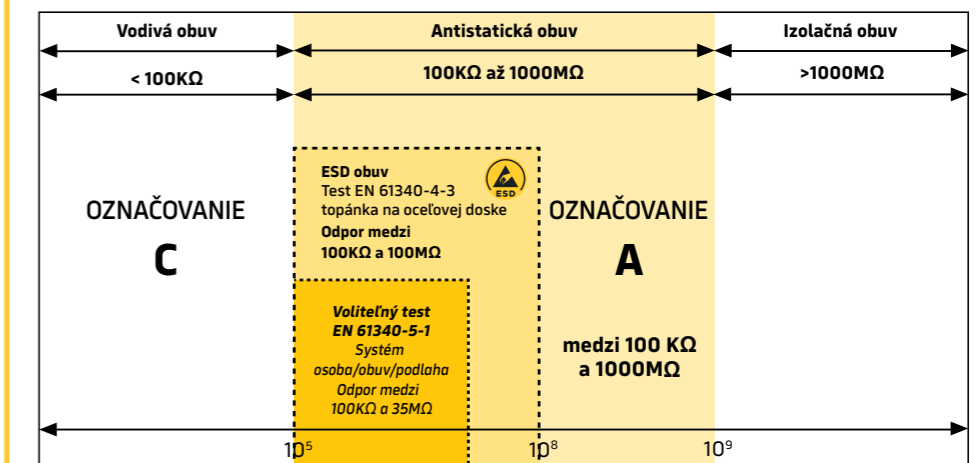 Vodivá obuv
Antistatická obuv
Izolačná obuv
< 100KΩ
100KΩ až 1000MΩ
>1000MΩ
OZNAČOVANIE
C
ESD obuv
Test EN 61340-4-3
topánka na oceľovej doske
Odpor medzi
100KΩ a 100MΩ
ESD
Voliteľný test
EN 61340-5-1
Systém
osoba/obuv/podlaha
Odpor medzi
100KΩ a 35MΩ
OZNAČOVANIE
A
medzi 100 KΩ
a 1000MΩ
10⁵
10⁸
10⁹